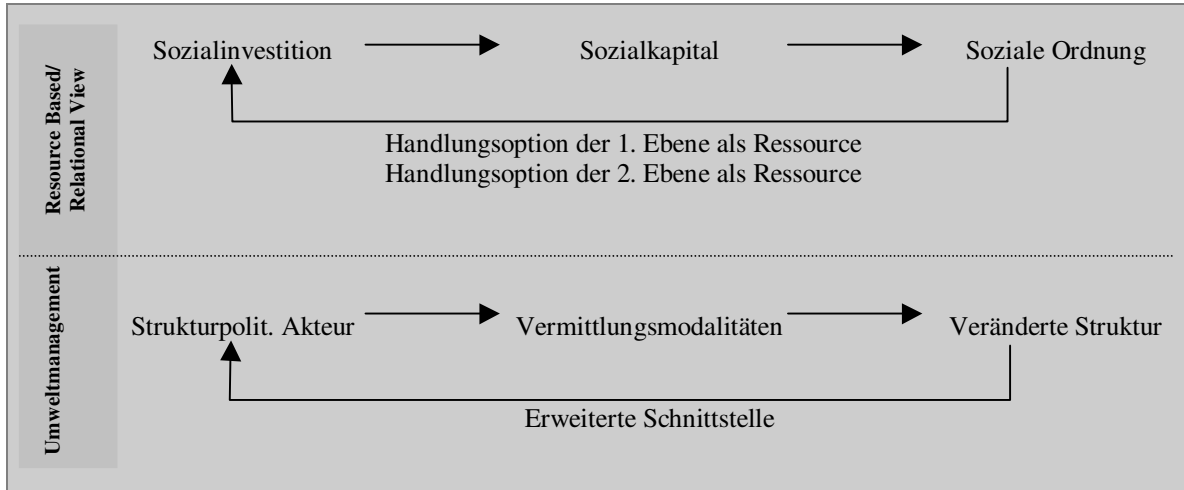 Resource Based/
Relational View
Sozialinvestition Sozialkapital Soziale Ordnung
Handlungsoption der 1. Ebene als Ressource
Handlungsoption der 2. Ebene als Ressource
Umweltmanagement
Strukturpolit. Akteur Vermittlungsmodalitäten Veränderte Struktur
Erweiterte Schnittstelle